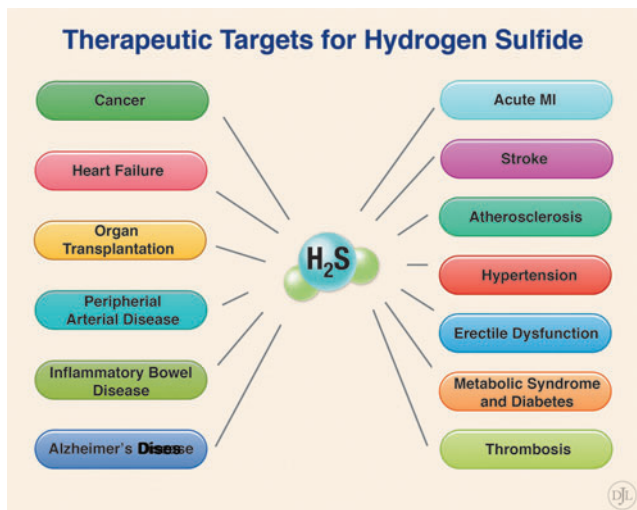 Therapeutic Targets for Hydrogen Sulfide
Cancer
Heart Failure
Organ
Transplantation
Peripherial
Arterial Disease
Inflammatory Bowel
Disease
Alzheimer's
H₂S
Acute MI
Stroke
Atherosclerosis
Hypertension
Erectile Dysfunction
Metabolic Syndrome
and Diabetes
Thrombosis
DJL